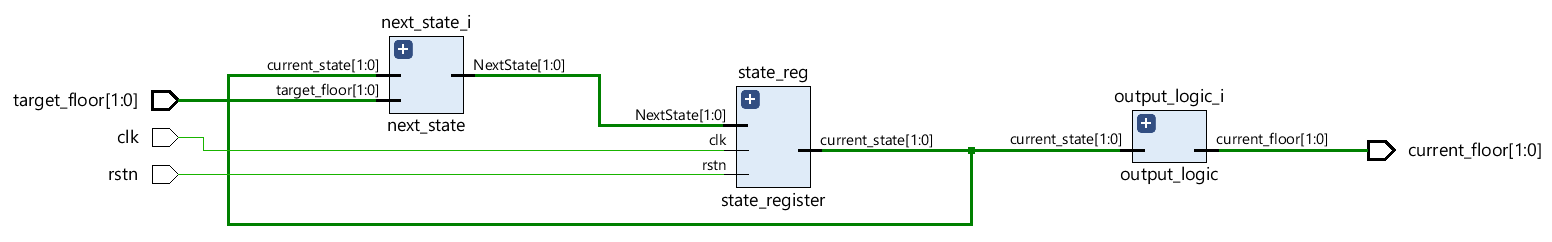 next_state_i
current_state[1:0]
NextState[1:0]
target_floor[1:0]
target_floor[1:0]
next_state
clk
rstn
state_reg
NextState[1:0]
clk
rstn
current_state[1:0]
state_register
output_logic_i
current_state[1:0]
current_floor[1:0]
output_logic
current_floor[1:0]